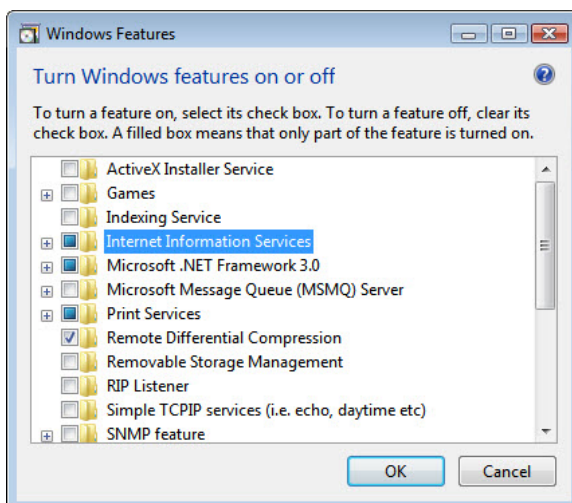 Windows Features
Turn Windows features on or off
To turn a feature on, select its check box. To turn a feature off, clear its
check box. A filled box means that only part of the feature is turned on.
ActiveX Installer Service
Games
Indexing Service
Internet Information Services
Microsoft .NET Framework 3.0
Microsoft Message Queue (MSMQ) Server
Print Services
Remote Differential Compression
Removable Storage Management
RIP Listener
Simple TCPIP services (i.e. echo, daytime etc)
SNMP feature
OK Cancel